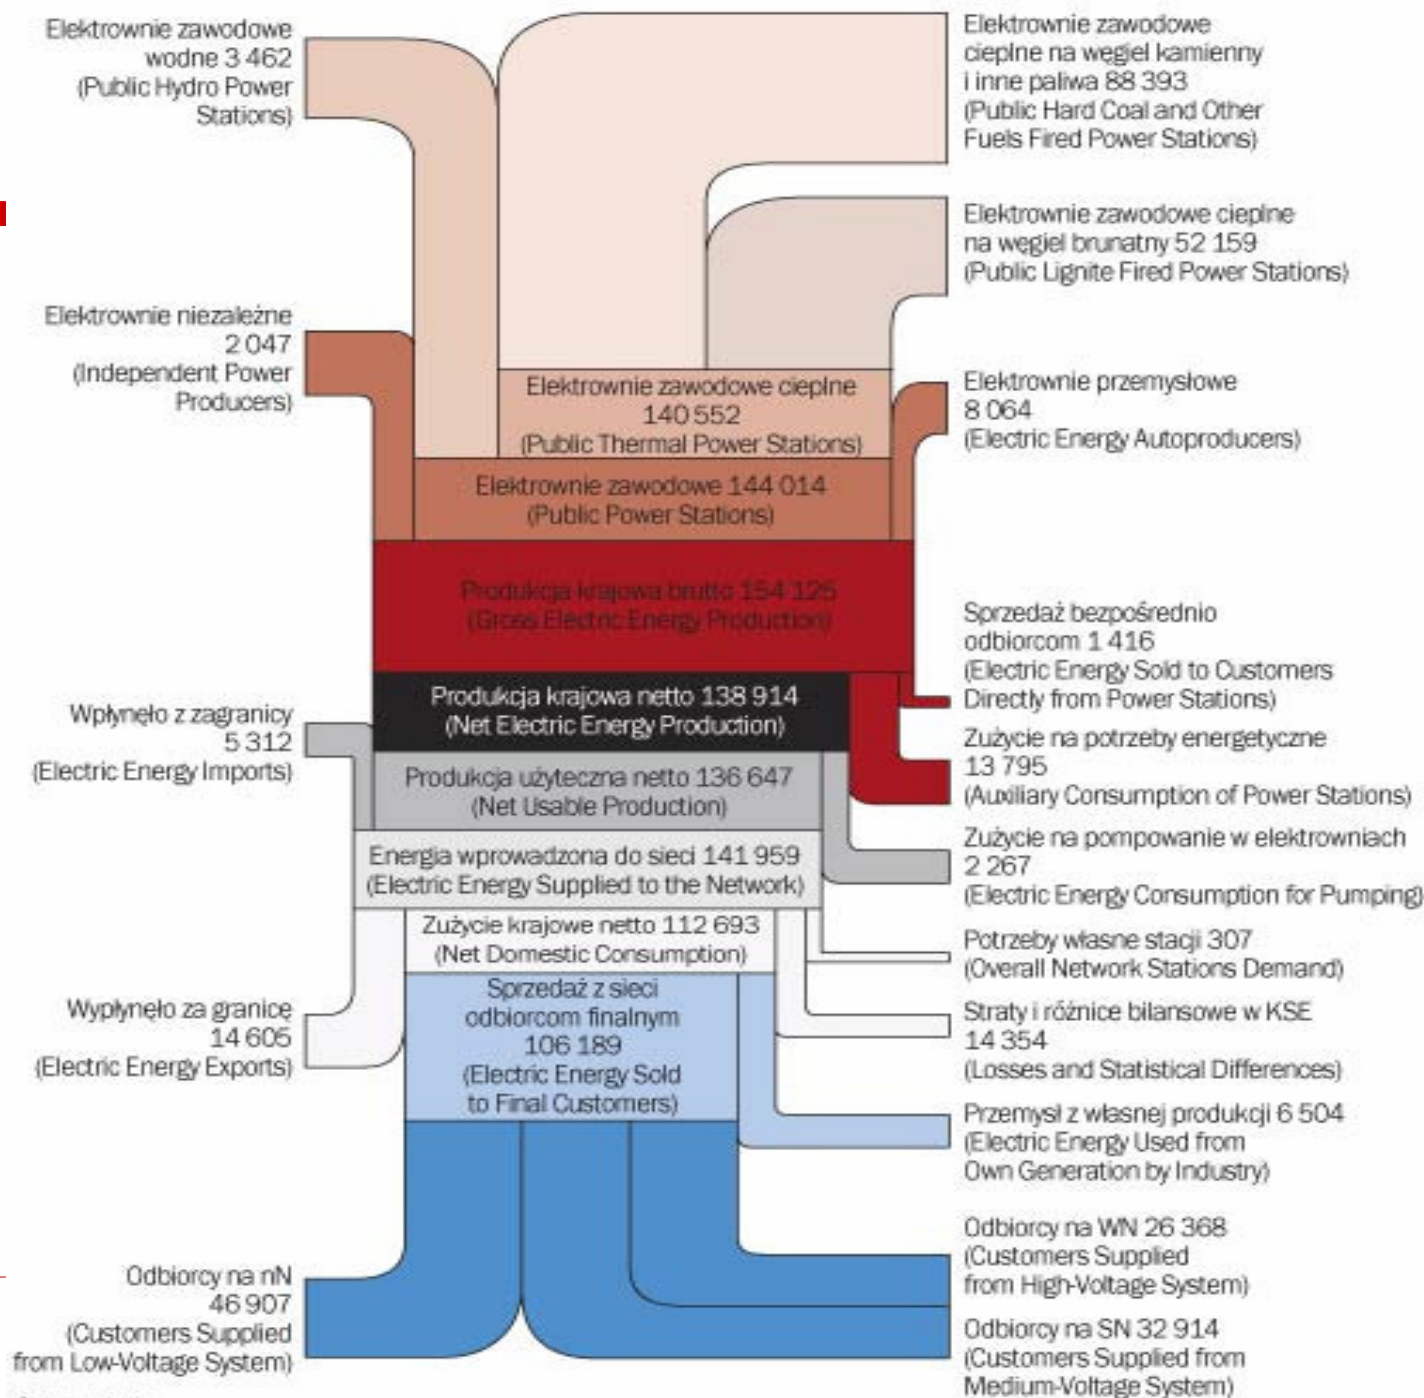 Elektrownie zawodowe
wodne 3 462
(Public Hydro Power
Stations)
Elektrownie zawodowe
cieplne na węgiel kamienny
i inne paliwa 88 393
(Public Hard Coal and Other
Fuels Fired Power Stations)
Elektrownie zawodowe cieplne
na węgiel brunatny 52 159
(Public Lignite Fired Power Stations)
Elektrownie niezależne
2 047
(Independent Power
Producers)
Elektrownie zawodowe cieplne
140 552
(Public Thermal Power Stations)
Elektrownie przemysłowe
8 064
(Electric Energy Autoproducers)
Elektrownie zawodowe 144 014
(Public Power Stations)
Produkcja krajowa brutto 154 125
(Gross Electric Energy Production)
Sprzedaż bezpośrednio
odbiorcom 1 416
(Electric Energy Sold to Customers
Directly from Power Stations)
Produkcja krajowa netto 138 914
(Net Electric Energy Production)
Wpłynęło z zagranicy
5 312
(Electric Energy Imports)
Zużycie na potrzeby energetyczne
13 795
(Auxiliary Consumption of Power Stations)
Produkcja użyteczna netto 136 647
(Net Usable Production)
Zużycie na pompowanie w elektrowniach
2 267
(Electric Energy Consumption for Pumping)
Energia wprowadzona do sieci 141 959
(Electric Energy Supplied to the Network)
Zużycie krajowe netto 112 693
(Net Domestic Consumption)
Potrzeby własne stacji 307
(Overall Network Stations Demand)
Wypłynęło za granicę
14 605
(Electric Energy Exports)
Sprzedaż z sieci
odbiorcom finalnym
106 189
(Electric Energy Sold
to Final Customers)
Straty i różnice bilansowe w KSE
14 354
(Losses and Statistical Differences)
Przemysł z własnej produkcji 6 504
(Electric Energy Used from
Own Generation by Industry)
Odbiorcy na WN 26 368
(Customers Supplied
from High-Voltage System)
Odbiorcy na nN
46 907
(Customers Supplied
from Low-Voltage System)
Odbiorcy na SN 32 914
(Customers Supplied from
Medium-Voltage System)